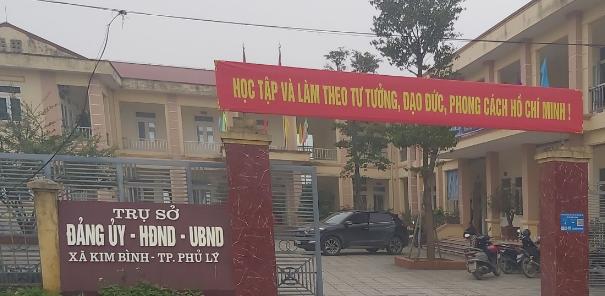 HỌC TẬP VÀ LÀM THEO TƯ TƯỞNG, ĐẠO ĐỨC, PHONG CÁCH HỒ CHÍ MINH !
TRỤ SỞ
ĐẢNG ỦY - HĐND - UBND
XÃ KIM BÌNH - TP. PHỦ LÝ